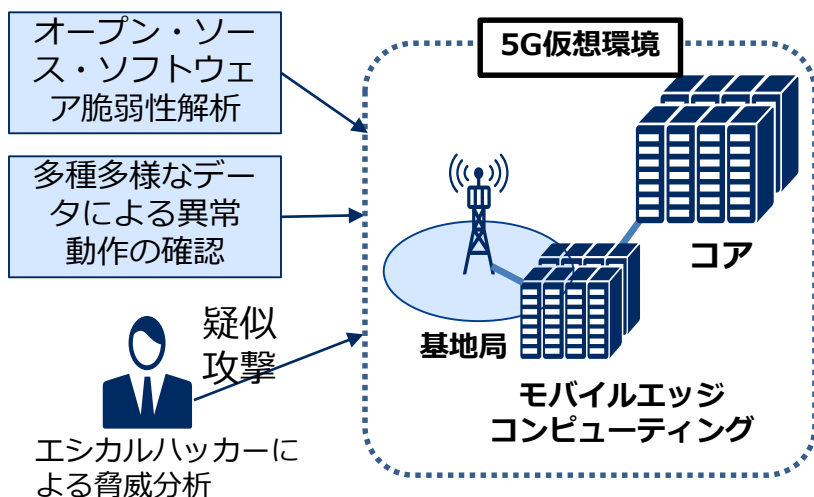 オープン・ソー
ス・ソフトウェ
ア脆弱性解析
多種多様なデー
タによる異常
動作の確認
疑似
攻撃
エシカルハッカーに
よる脅威分析
5G仮想環境
コア
基地局
モバイルエッジ
コンピューティング